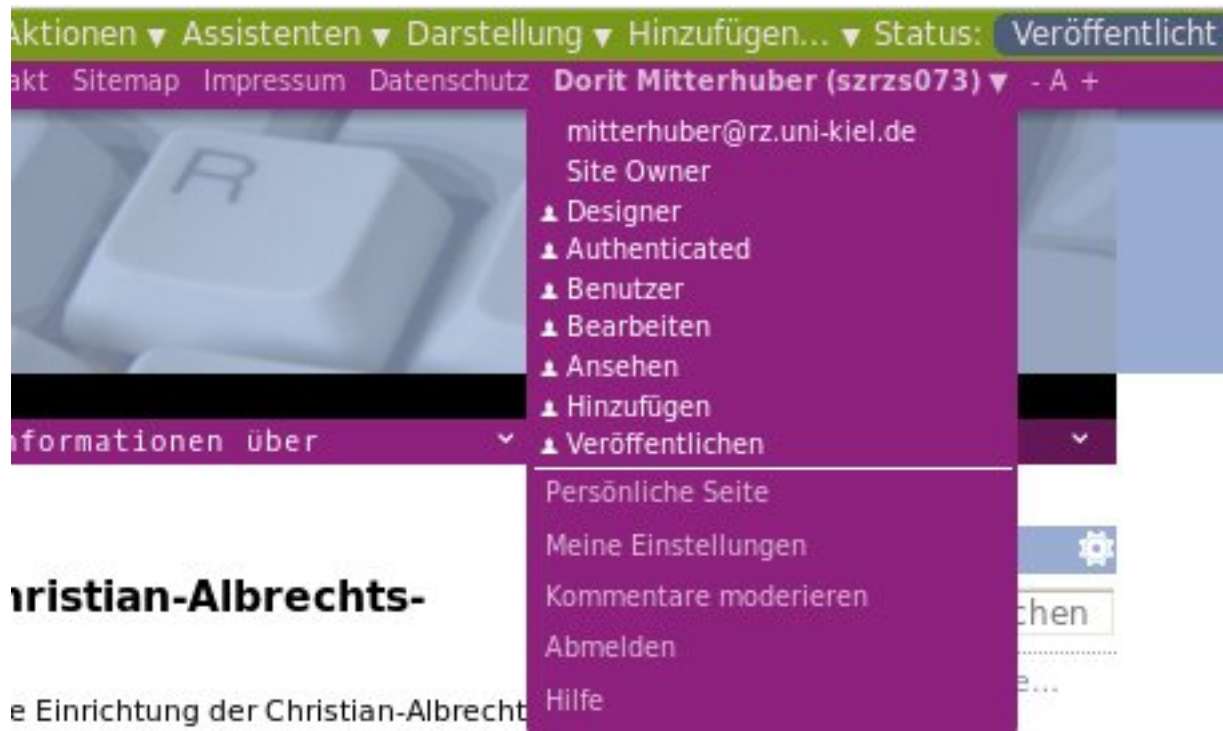 Aktionen ▾ Assistenten ▾ Darstellung ▾ Hinzufügen... ▾ Status: Veröffentlicht
akt Sitemap Impressum Datenschutz Dorit Mitterhuber (szrzs073) ▼ - A +
R
mitterhuber@rz.uni-kiel.de
Site Owner
Designer
Authenticated
Benutzer
Bearbeiten
Ansehen
Hinzufügen
nformationen über
Veröffentlichen
Persönliche Seite
Meine Einstellungen
hristian-Albrechts-
Kommentare moderieren
chen
Abmelden
e...
Hilfe
e Einrichtung der Christian-Albrecht